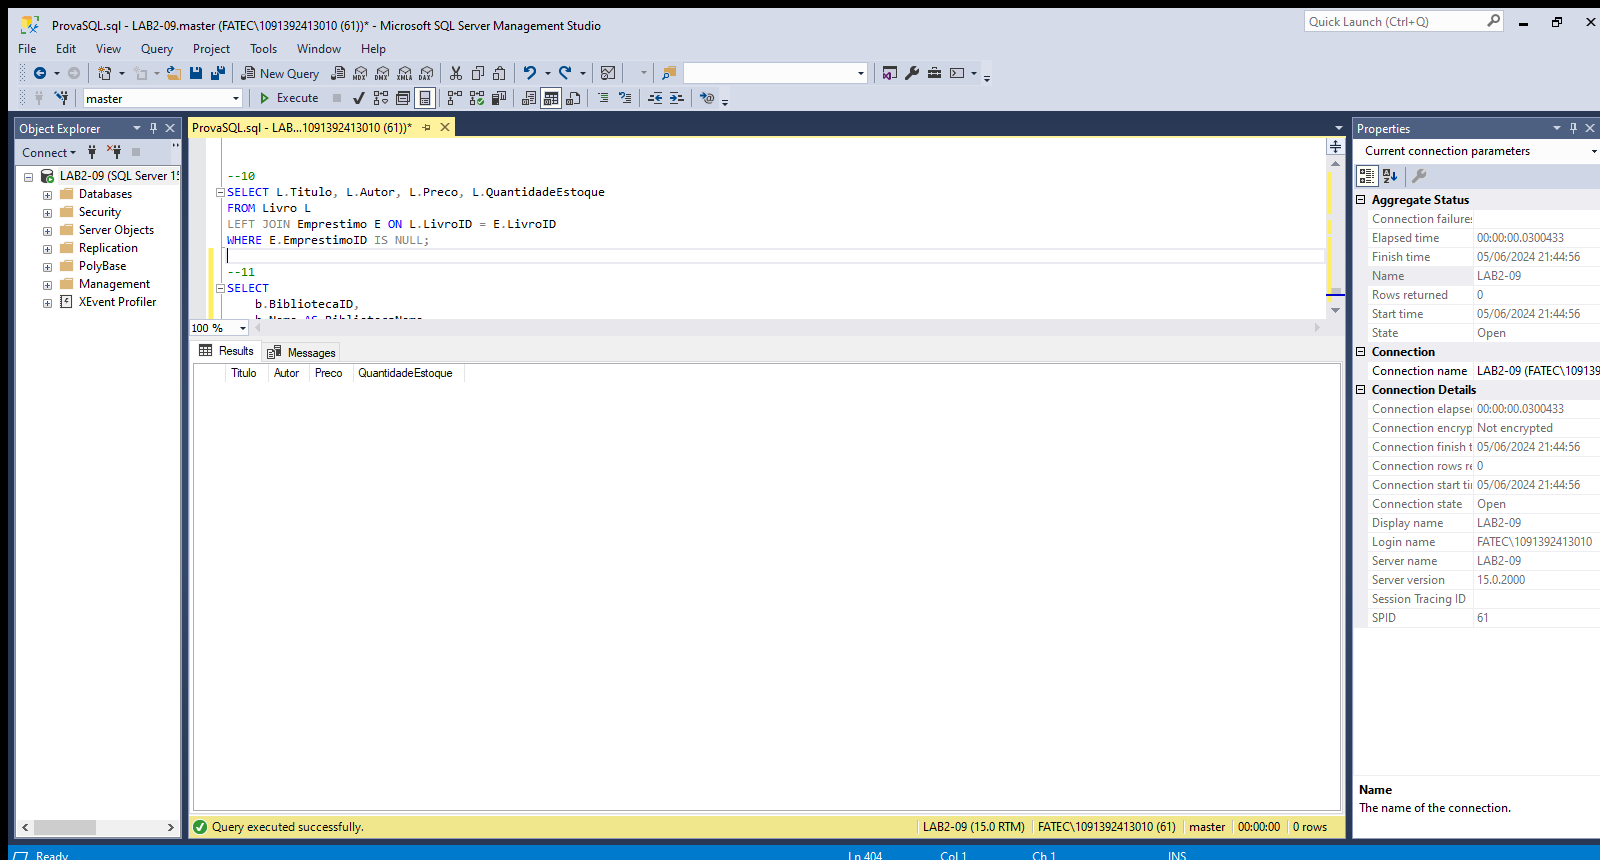 ProvaSQL.sql - LAB2-09.master (FATEC\1091392413010 (61))* - Microsoft SQL Server Management Studio
Quick Launch (Ctrl+Q)
File Edit View Query Project Tools Window Help
New Query MDX DMX XMLA DAX
master Execute
Object Explorer
Connect
LAB2-09 (SQL Server 15
Databases
Security
Server Objects
Replication
PolyBase
Management
XEvent Profiler
ProvaSQL.sql - LAB...1091392413010 (61))*
--10
SELECT L.Titulo, L.Autor, L.Preco, L.QuantidadeEstoque
FROM Livro L
LEFT JOIN Emprestimo E ON L.LivroID = E.LivroID
WHERE E.EmprestimoID IS NULL;
--11
SELECT
b.BibliotecaID,
b.Nome AS BibliotecaNome
100 %
Results Messages
Titulo Autor Preco QuantidadeEstoque
Query executed successfully.
LAB2-09 (15.0 RTM) FATEC\1091392413010 (61) master 00:00:00 0 rows
Properties
Current connection parameters
Aggregate Status
Connection failures
Elapsed time 00:00:00.0300433
Finish time 05/06/2024 21:44:56
Name LAB2-09
Rows returned 0
Start time 05/06/2024 21:44:56
State Open
Connection
Connection name LAB2-09 (FATEC\109139
Connection Details
Connection elapse 00:00:00.0300433
Connection encryp Not encrypted
Connection finish t 05/06/2024 21:44:56
Connection rows re 0
Connection start ti 05/06/2024 21:44:56
Connection state Open
Display name LAB2-09
Login name FATEC\1091392413010
Server name LAB2-09
Server version 15.0.2000
Session Tracing ID
SPID 61
Name
The name of the connection.
Ready Ln 404 Col 1 Ch 1 INS